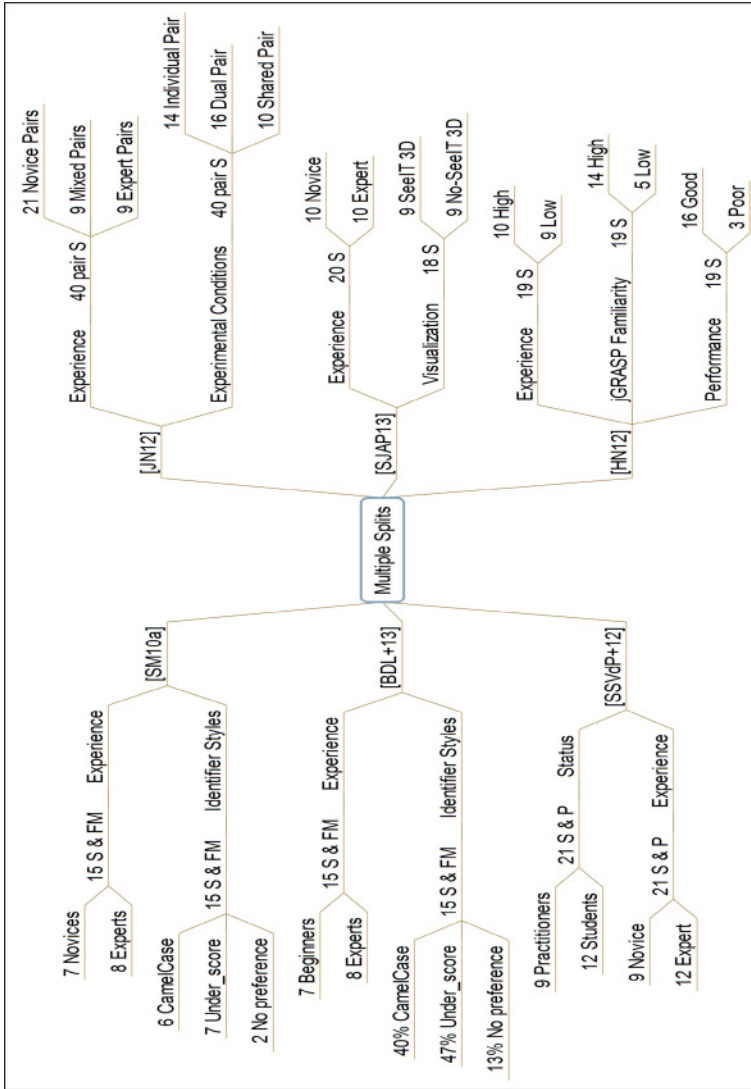 7 Novices
8 Experts
15 S & FM
Experience
6 CamelCase
7 Under_score
2 No preference
15 S & FM
Identifier Styles
[SM10a]
7 Beginners
8 Experts
15 S & FM
Experience
40% CamelCase
47% Under_score
13% No preference
15 S & FM
Identifier Styles
[BDL+13]
9 Practitioners
12 Students
21 S & P
Status
9 Novice
12 Expert
21 S & P
Experience
[SSVdP+12]
Multiple Splits
[JN12]
Experience
40 pair S
21 Novice Pairs
9 Mixed Pairs
9 Expert Pairs
Experimental Conditions
40 pair S
14 Individual Pair
16 Dual Pair
10 Shared Pair
[SJAP13]
Experience
20 S
10 Novice
10 Expert
Visualization
18 S
9 SeeIT 3D
9 No-SeeIT 3D
[HN12]
Experience
19 S
10 High
9 Low
jGRASP Familiarity
19 S
14 High
5 Low
Performance
19 S
16 Good
3 Poor